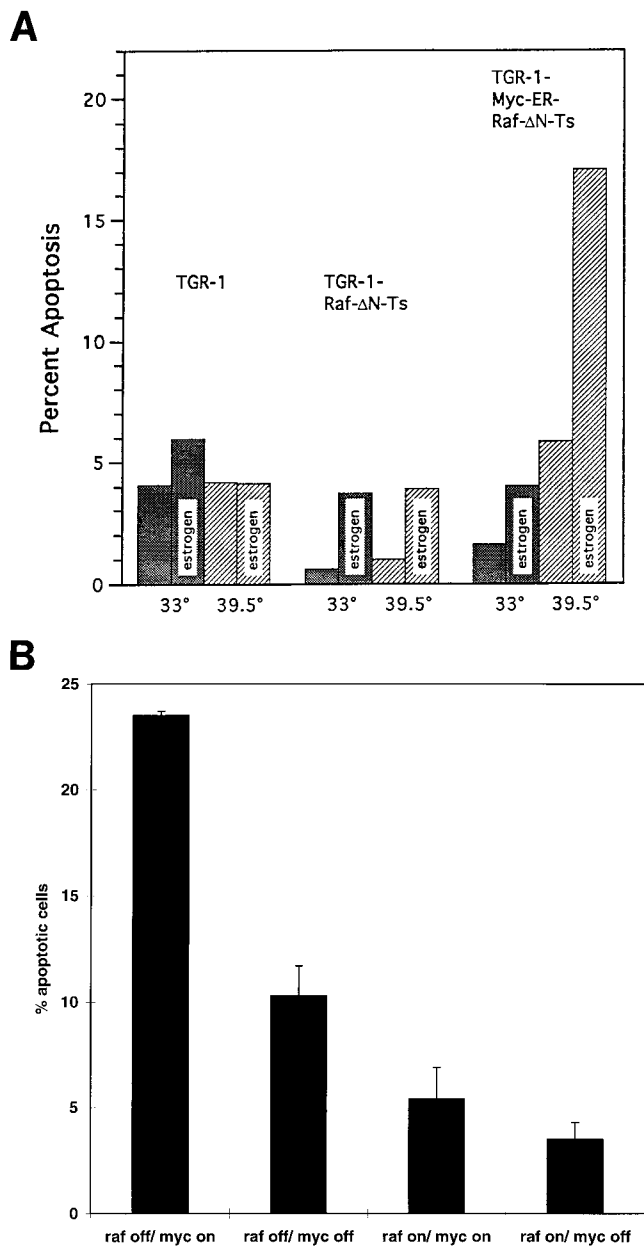 A
Percent Apoptosis
20
15
10
5
0
TGR-1
TGR-1-
Raf-ΔN-Ts
TGR-1-
Myc-ER-
Raf-ΔN-Ts
estrogen
estrogen
estrogen
estrogen
estrogen
estrogen
33° 39.5° 33° 39.5° 33° 39.5°
B
% apoptotic cells
25
20
15
10
5
0
raf off/ myc on raf off/ myc off raf on/ myc on raf on/ myc off